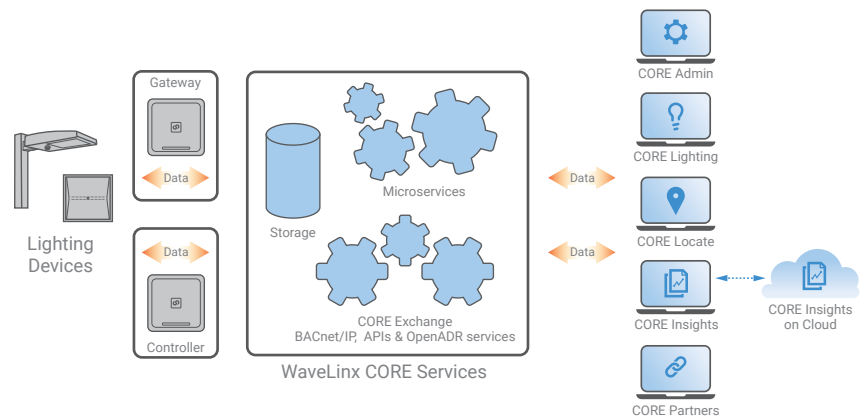 Gateway
Data
Lighting
Devices
Data
Controller
Storage
Microservices
CORE Exchange
BACnet/IP, APIs & OpenADR services
WaveLinx CORE Services
Data
Data
CORE Admin
CORE Lighting
CORE Locate
CORE Insights
CORE Insights
on Cloud
CORE Partners